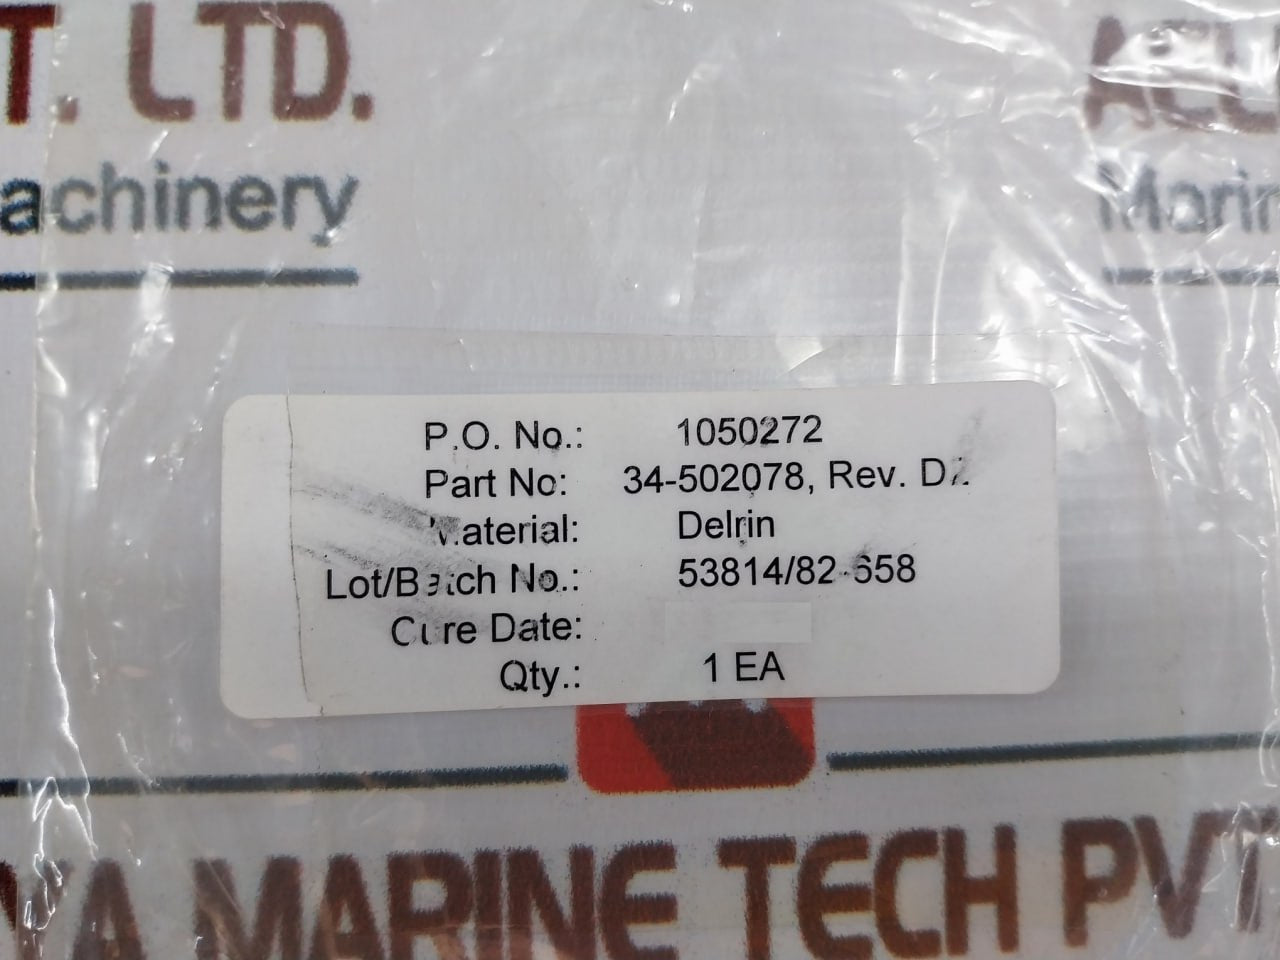 T. LTD.
achinery
Marin
P.O. No.: 1050272
Part No: 34-502078, Rev.
Material: Delrin
Lot/Batch No.: 53814/82-658
Cure Date:
Qty.: 1 EA
VA MARINE TECH PVT